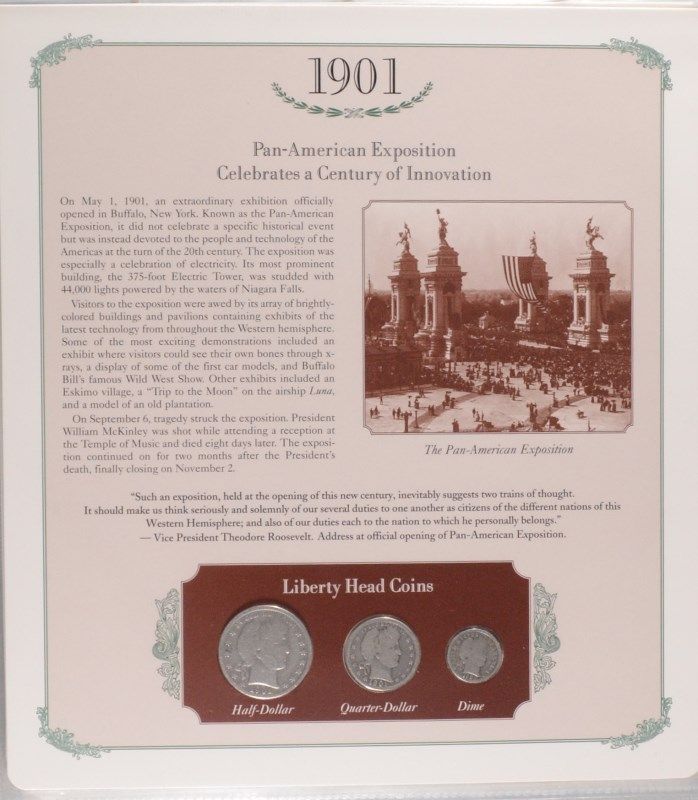 1901
Pan-American Exposition
Celebrates a Century of Innovation
On May 1, 1901, an extraordinary exhibition officially
opened in Buffalo, New York. Known as the Pan-American
Exposition, it did not celebrate a specific historical event
but was instead devoted to the people and technology of the
Americas at the turn of the 20th century. The exposition
was especially a celebration of electricity. Its most prominent
building, the 375-foot Electric Tower, was studded with
44,000 lights powered by the waters of Niagara Falls.
Visitors to the exposition were awed by its array of brightly-
colored buildings and pavilions containing exhibits of the
latest technology from throughout the Western hemisphere.
Some of the most exciting demonstrations included an
exhibit where visitors could see their own bones through x-
rays, a display of some of the first car models, and Buffalo
Bill's famous Wild West Show. Other exhibits included an
Eskimo village, a “Trip to the Moon” on the airship Luna,
and a model of an old plantation.
On September 6, tragedy struck the exposition. President
William McKinley was shot while attending a reception at
the Temple of Music and died eight days later. The exposi-
tion continued on for two months after the President's
death, finally closing on November 2.
The Pan-American Exposition
“Such an exposition, held at the opening of this new century, inevitably suggests two trains of thought.
It should make us think seriously and solemnly of our several duties to one another as citizens of the different nations of this
Western Hemisphere; and also of our duties each to the nation to which he personally belongs.”
— Vice President Theodore Roosevelt. Address at official opening of Pan-American Exposition.
Liberty Head Coins
1901
Half-Dollar
Quarter-Dollar
Dime